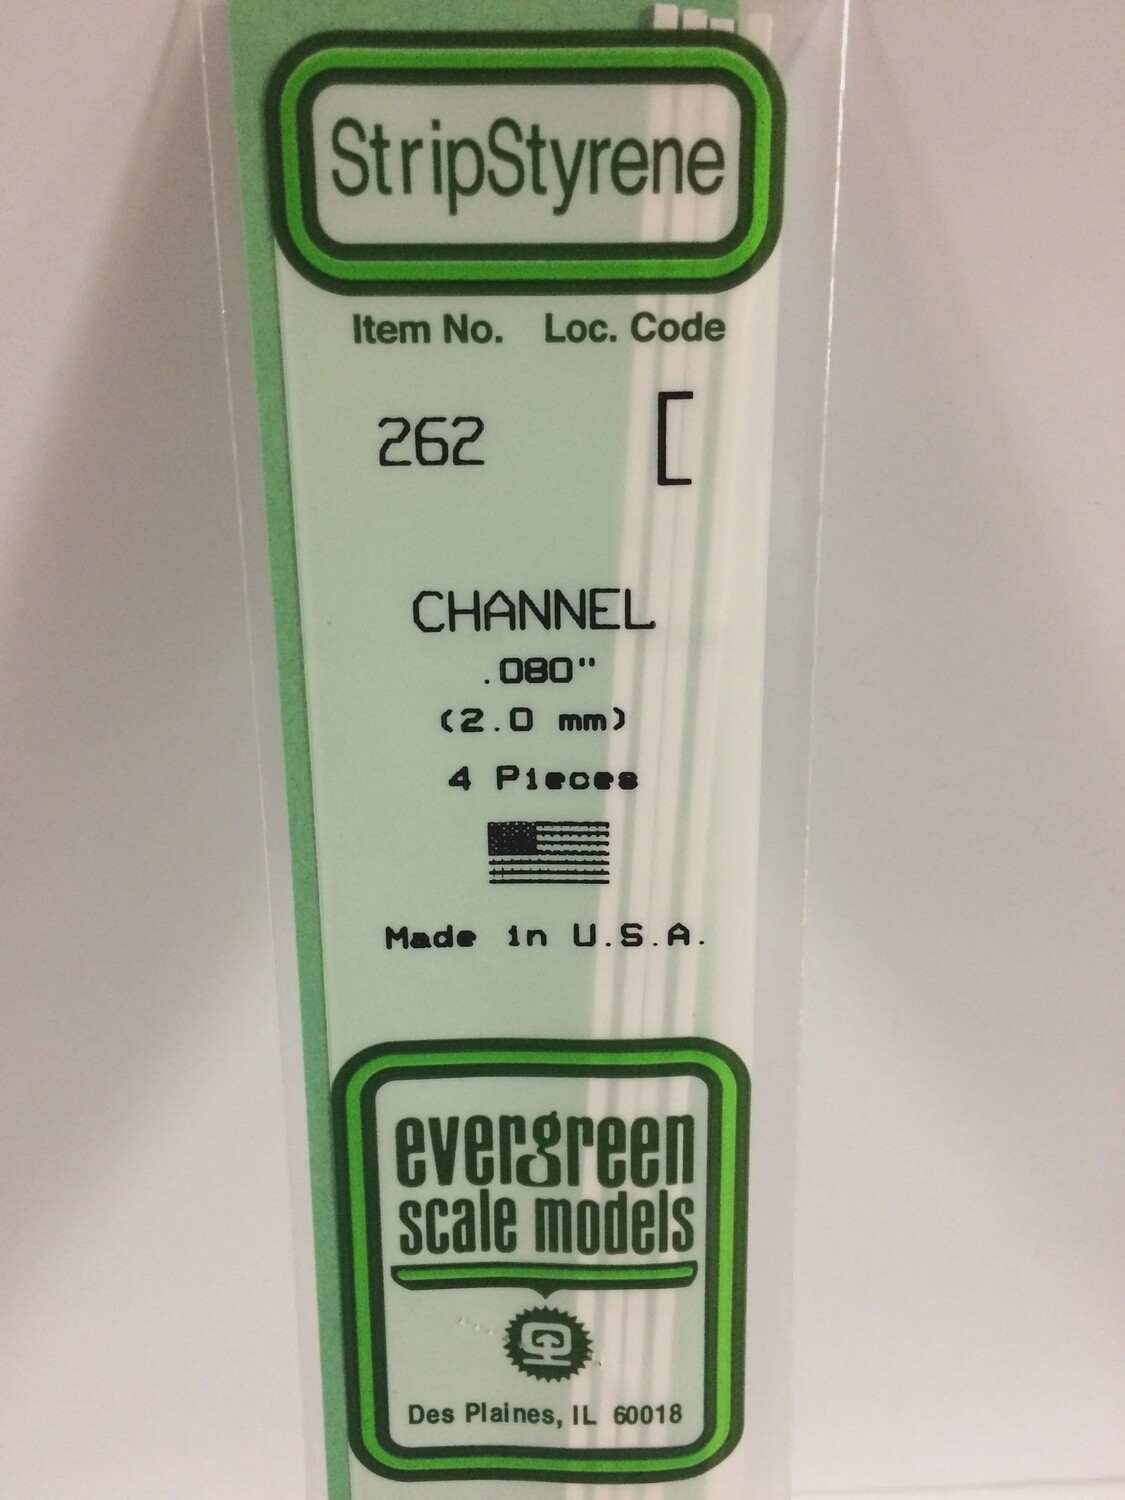 StripStyrene
Item No. Loc. Code
262 [
CHANNEL
.080"
(2.0 mm)
4 Pieces
Made in U.S.A.
evergreen
scale models
Des Plaines, IL 60018